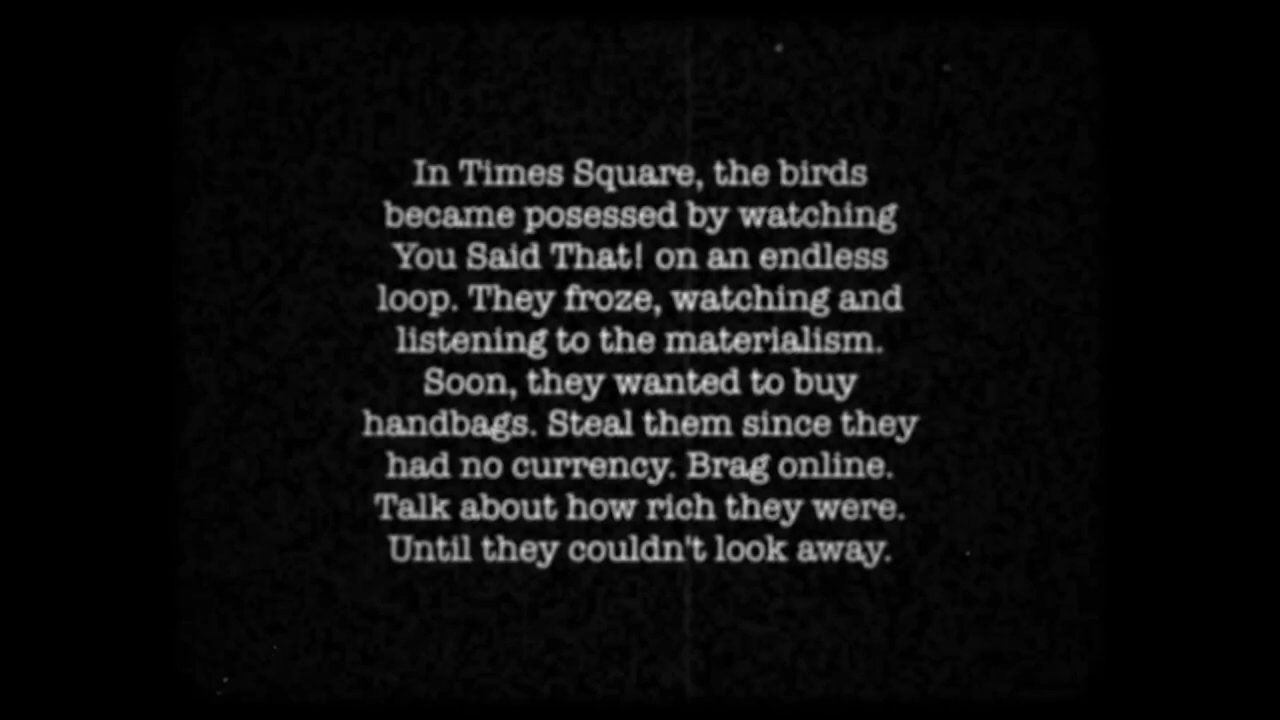 In Times Square, the birds
became posessed by watching
You Said That! on an endless
loop. They froze, watching and
listening to the materialism.
Soon, they wanted to buy
handbags. Steal them since they
had no currency. Brag online.
Talk about how rich they were.
Until they couldn't look away.